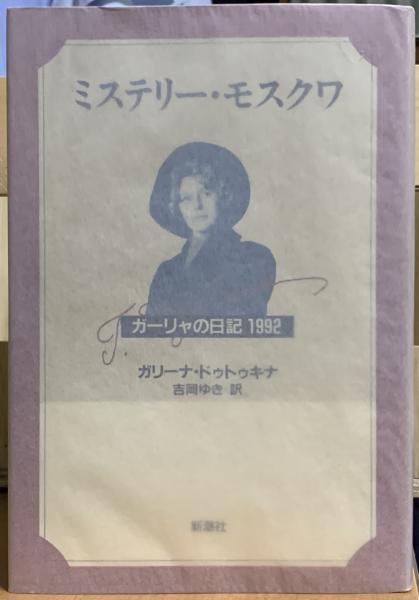 ミステリー・モスクワ
ガーリャの日記 1992
ガリーナ・ドゥトゥキナ
吉岡ゆき 訳
新潮社